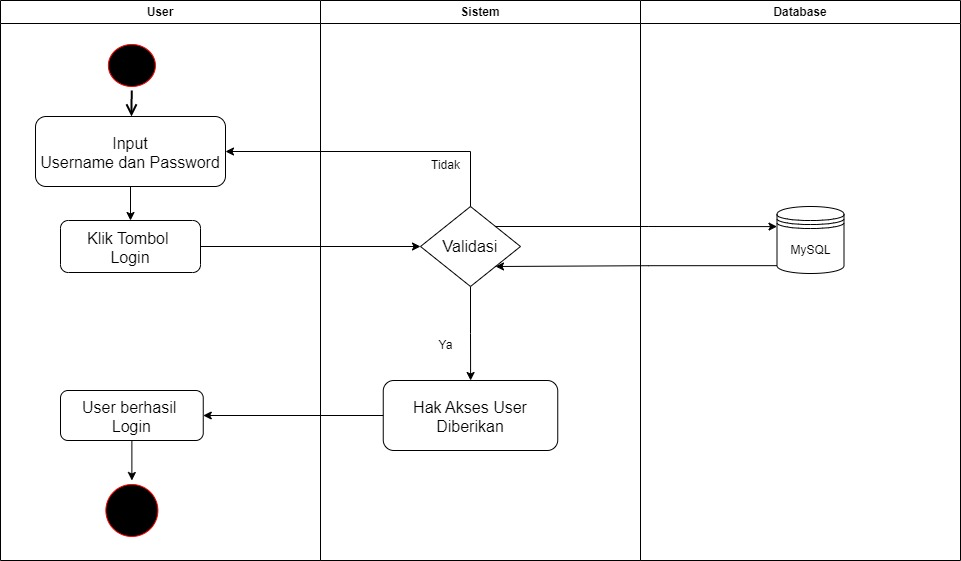 User
Sistem
Database
Input
Username dan Password
Tidak
Klik Tombol
Login
Validasi
MySQL
Ya
User berhasil
Login
Hak Akses User
Diberikan